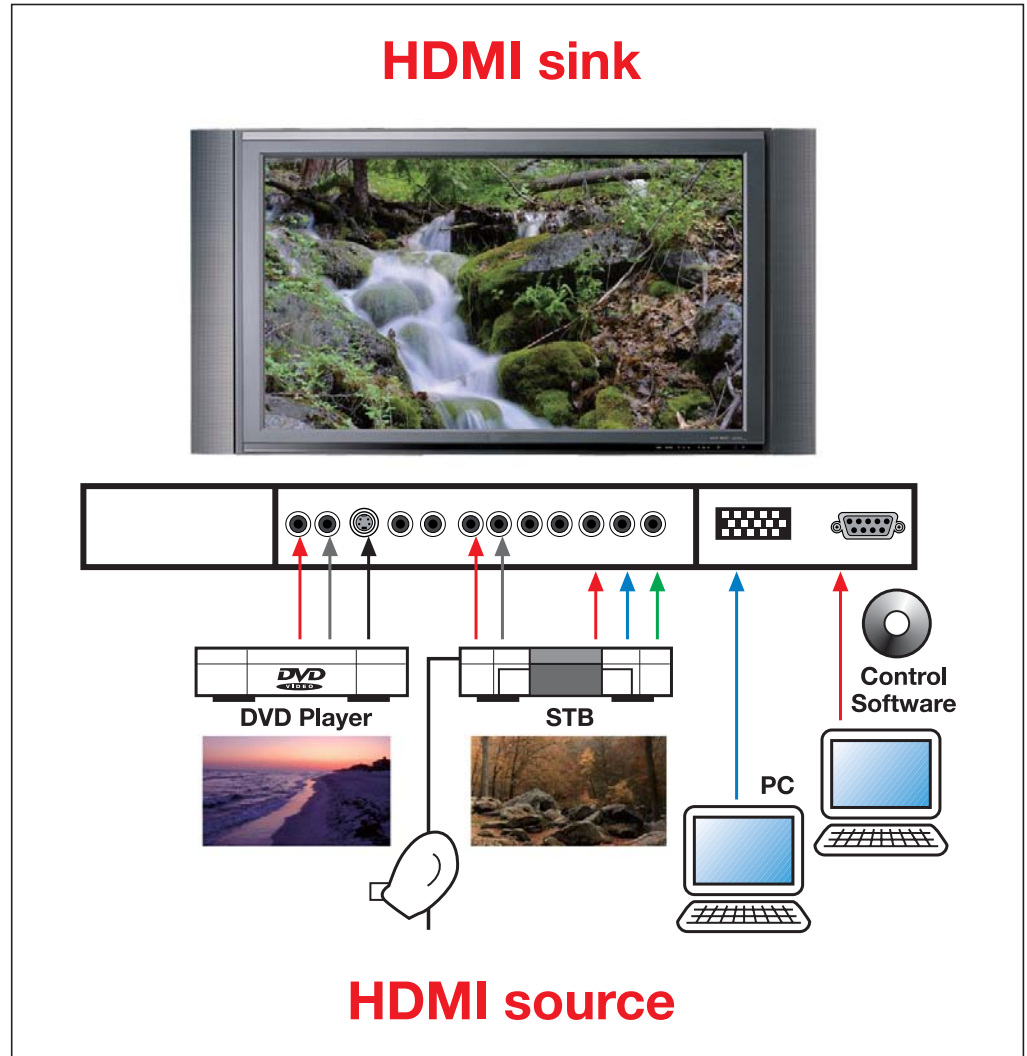 HDMI sink
DVD
VIDEO
DVD Player
STB
Control
Software
PC
HDMI source